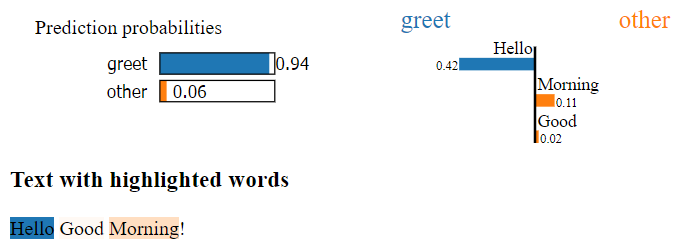 Prediction probabilities
greet 0.94
other 0.06
greet other
Hello
0.42
Morning
0.11
Good
0.02
Text with highlighted words
Hello Good Morning!